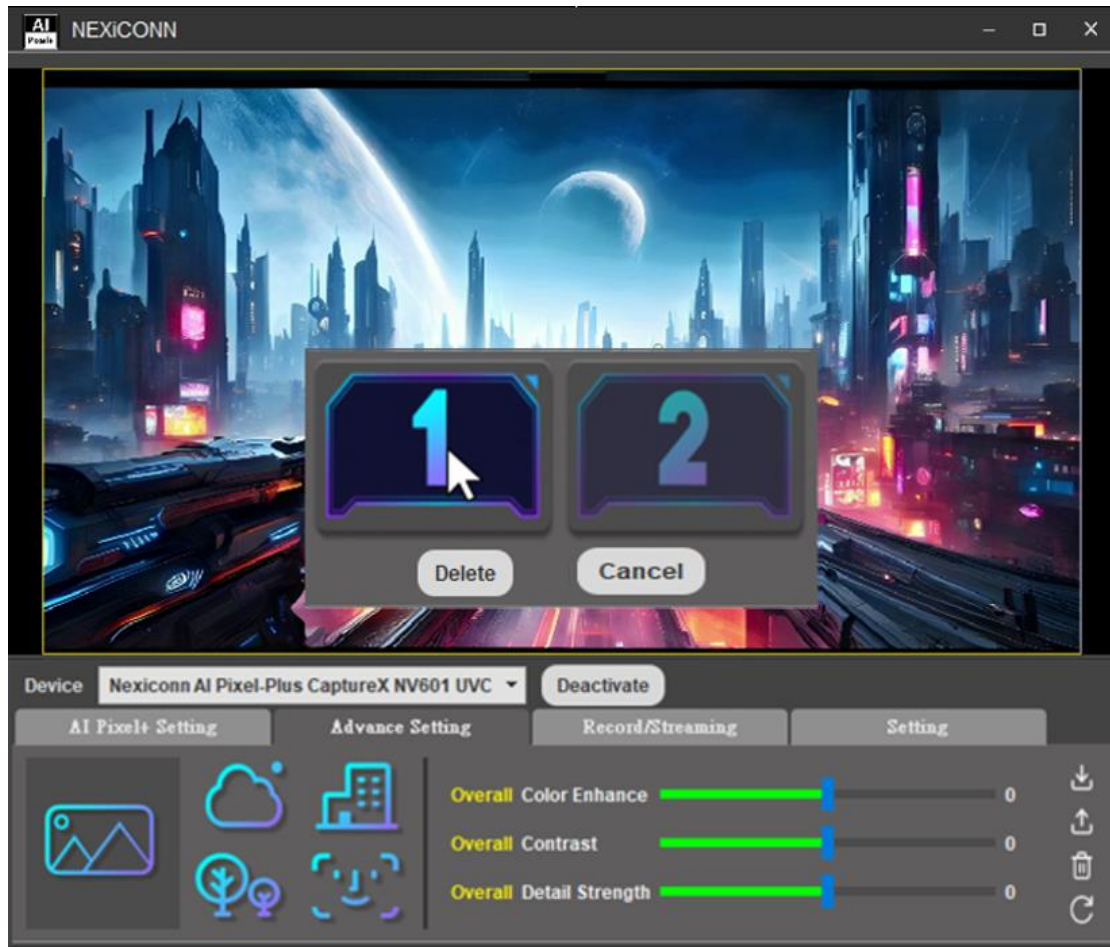 AI
NEXiCONN
1
2
Delete
Cancel
Device Nexiconn AI Pixel-Plus CaptureX NV601 UVC Deactivate
AI Pixel+ Setting Advance Setting Record/Streaming Setting
Overall Color Enhance 0
Overall Contrast 0
Overall Detail Strength 0